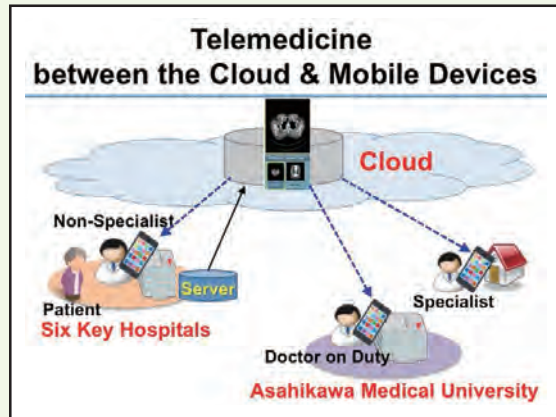 Telemedicine
between the Cloud & Mobile Devices
Cloud
Non-Specialist
Server
Patient
Six Key Hospitals
Specialist
Doctor on Duty
Asahikawa Medical University